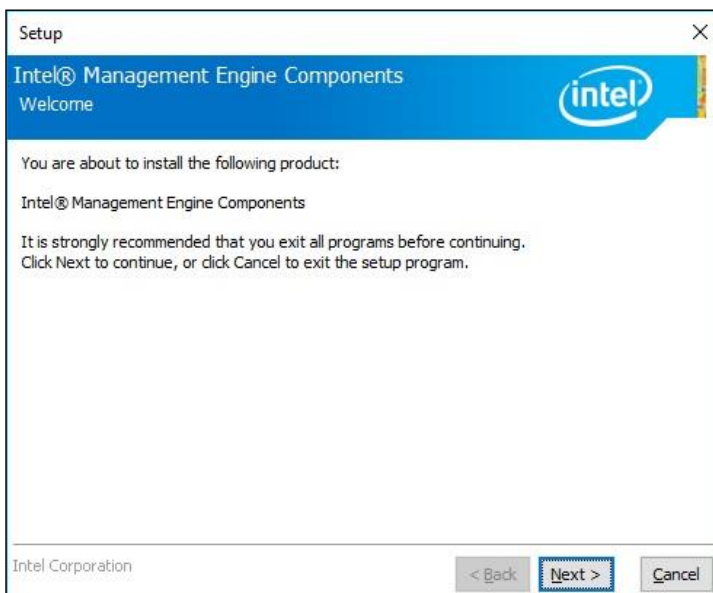 Setup
Intel® Management Engine Components
Welcome
intel
You are about to install the following product:
Intel® Management Engine Components
It is strongly recommended that you exit all programs before continuing.
Click Next to continue, or click Cancel to exit the setup program.
Intel Corporation
< Back Next > Cancel